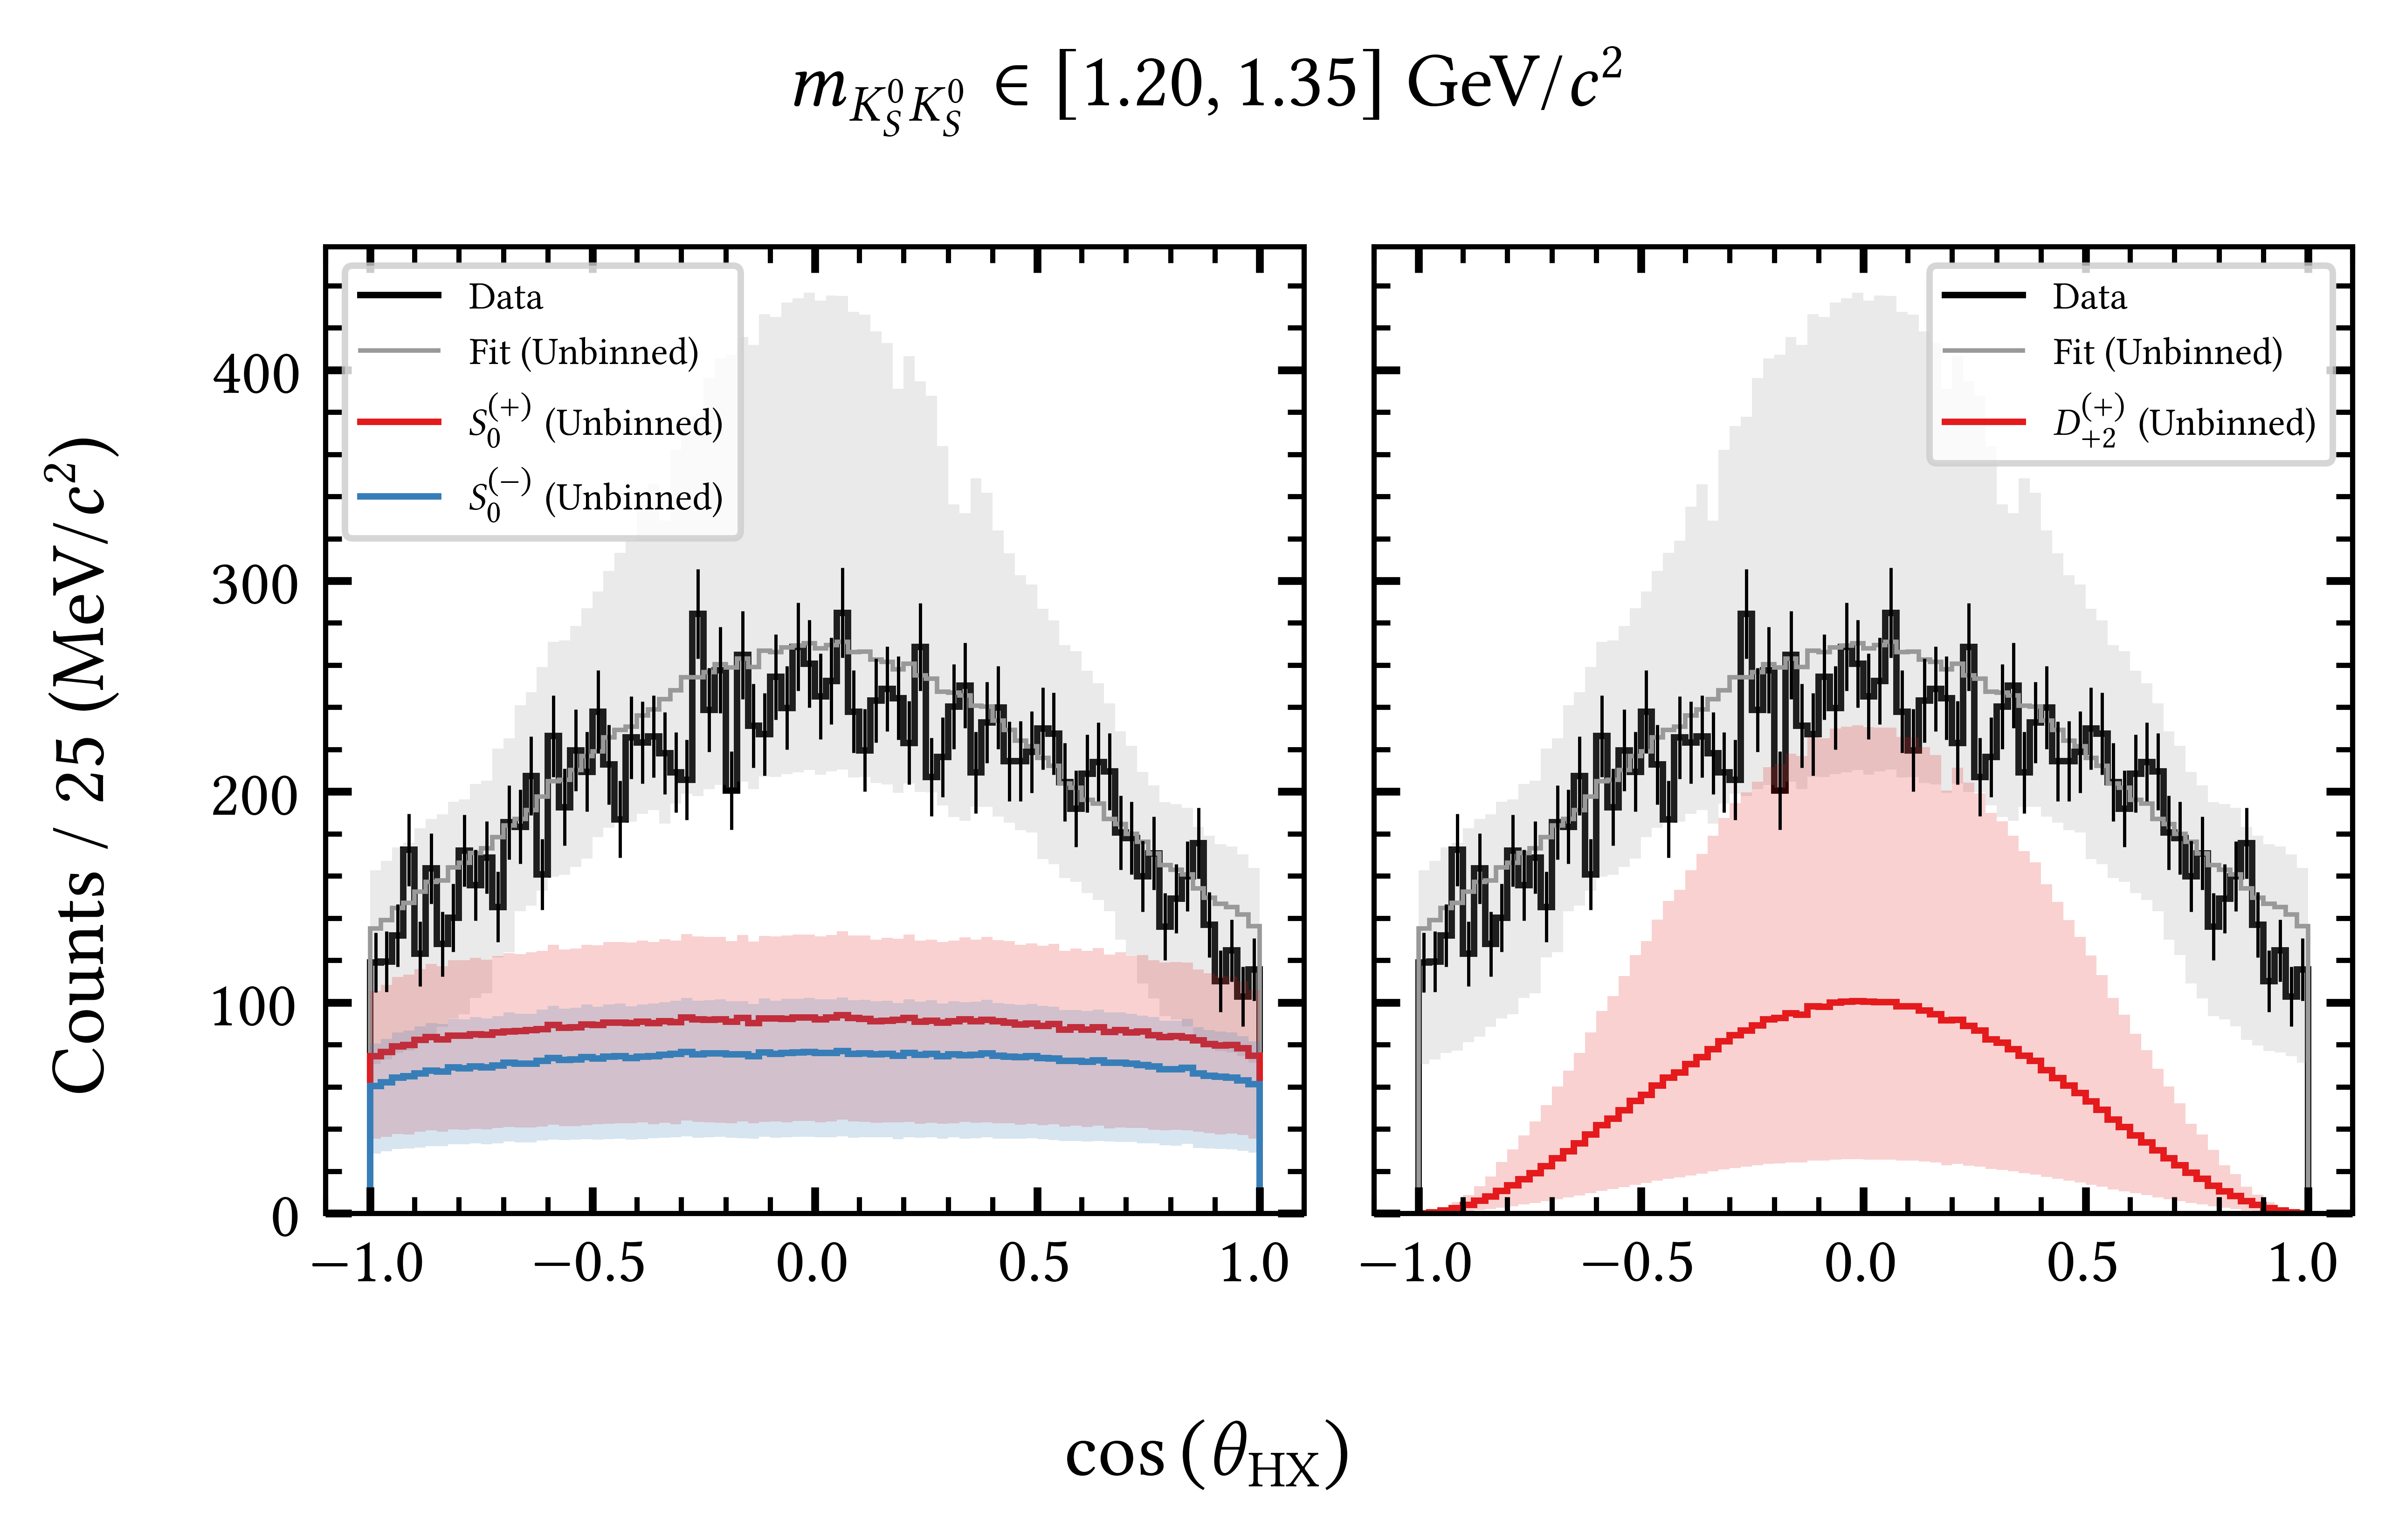 m_{K_S^0 K_S^0} ∈ [1.20, 1.35] GeV/c²
Counts / 25 (MeV/c²)
400
300
200
100
0
Data
Fit (Unbinned)
S_0^{(+)} (Unbinned)
S_0^{(−)} (Unbinned)
−1.0 −0.5 0.0 0.5 1.0
Data
Fit (Unbinned)
D_{+2}^{(+)} (Unbinned)
−1.0 −0.5 0.0 0.5 1.0
cos (θ_{HX})